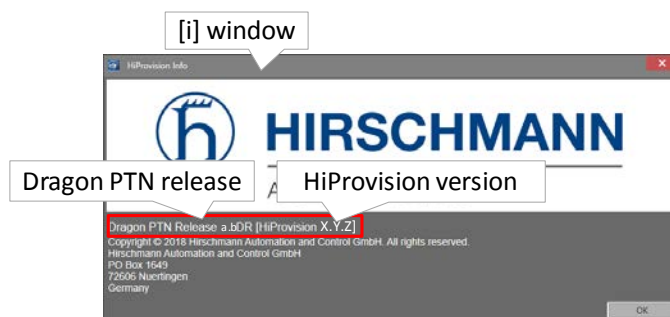 [i] window
HiProvision Info
HIRSCHMANN
Dragon PTN release
HiProvision version
A
Dragon PTN Release a.bDR [HiProvision X.Y.Z]
Copyright © 2018 Hirschmann Automation and Control GmbH. All rights reserved.
Hirschmann Automation and Control GmbH
PO Box 1649
72606 Nuertingen
Germany
OK